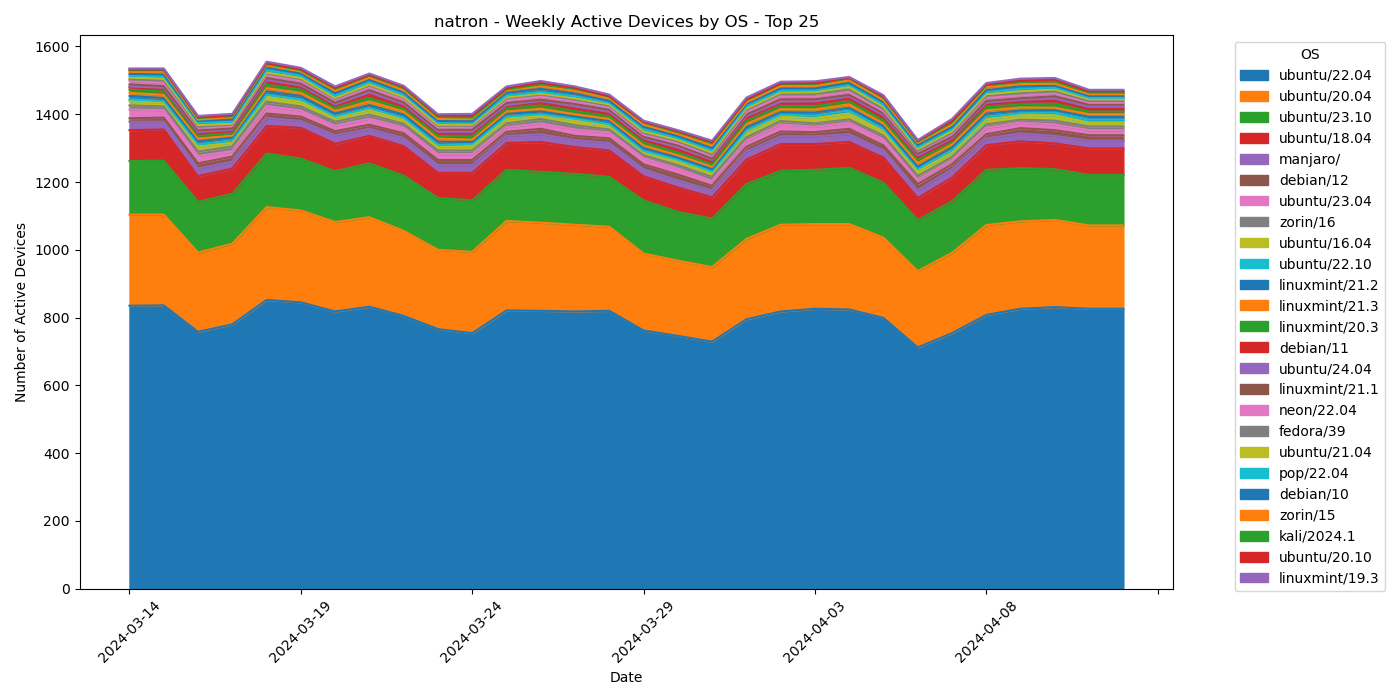 natron - Weekly Active Devices by OS - Top 25
1600
1400
1200
1000
800
600
400
200
0
Number of Active Devices
2024-03-14
2024-03-19
2024-03-24
2024-03-29
2024-04-03
2024-04-08
Date
OS
ubuntu/22.04
ubuntu/20.04
ubuntu/23.10
ubuntu/18.04
manjaro/
debian/12
ubuntu/23.04
zorin/16
ubuntu/16.04
ubuntu/22.10
linuxmint/21.2
linuxmint/21.3
linuxmint/20.3
debian/11
ubuntu/24.04
linuxmint/21.1
neon/22.04
fedora/39
ubuntu/21.04
pop/22.04
debian/10
zorin/15
kali/2024.1
ubuntu/20.10
linuxmint/19.3